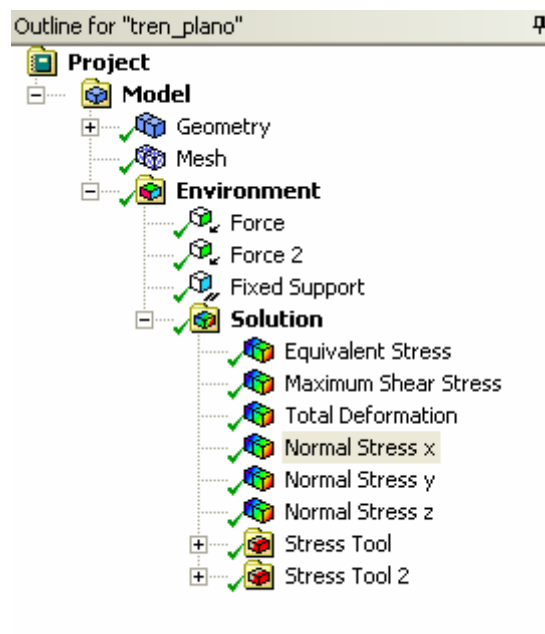 Outline for "tren_plano"
Project
Model
Geometry
Mesh
Environment
Force
Force 2
Fixed Support
Solution
Equivalent Stress
Maximum Shear Stress
Total Deformation
Normal Stress x
Normal Stress y
Normal Stress z
Stress Tool
Stress Tool 2